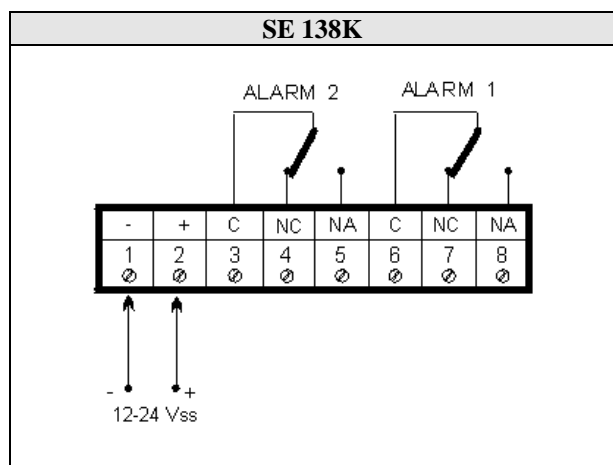 SE 138K
ALARM 2 ALARM 1
- + C NC NA C NC NA
1 2 3 4 5 6 7 8
- +
12-24 Vss